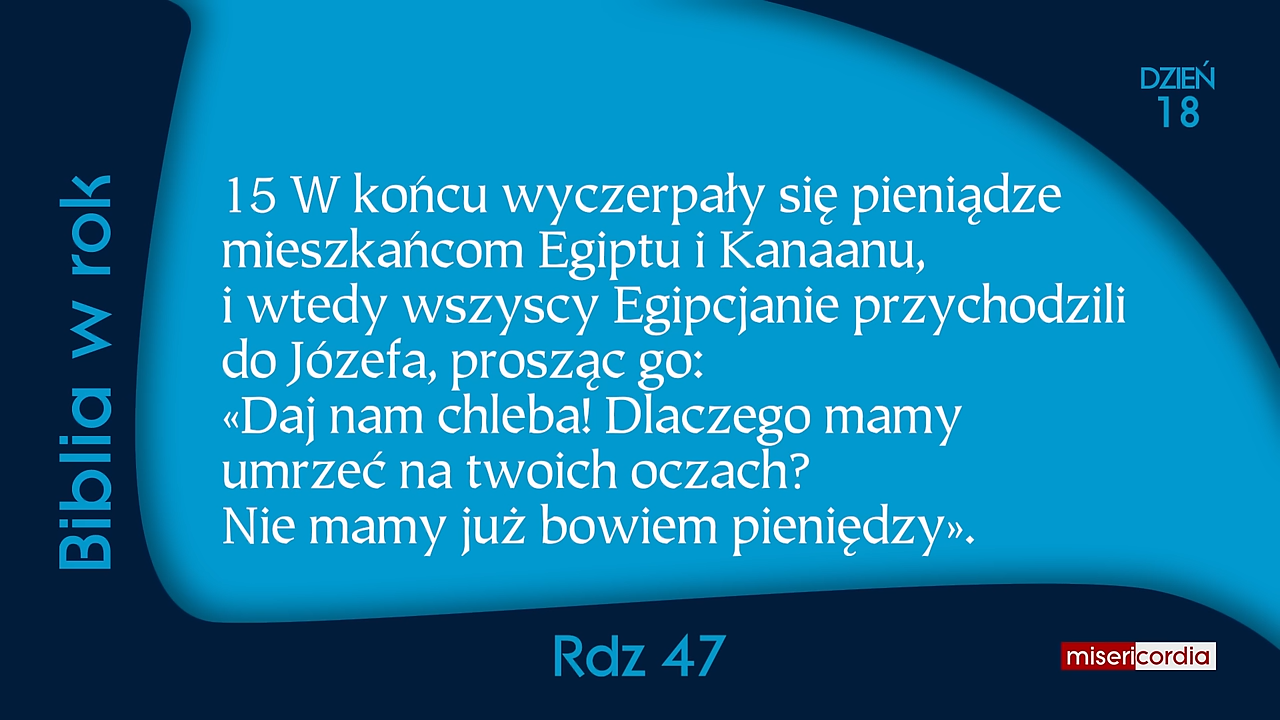 DZIEŃ
18
Biblia w rok
15 W końcu wyczerpały się pieniądze
mieszkańcom Egiptu i Kanaanu,
i wtedy wszyscy Egipcjanie przychodzili
do Józefa, prosząc go:
«Daj nam chleba! Dlaczego mamy
umrzeć na twoich oczach?
Nie mamy już bowiem pieniędzy».
Rdz 47
misericordia